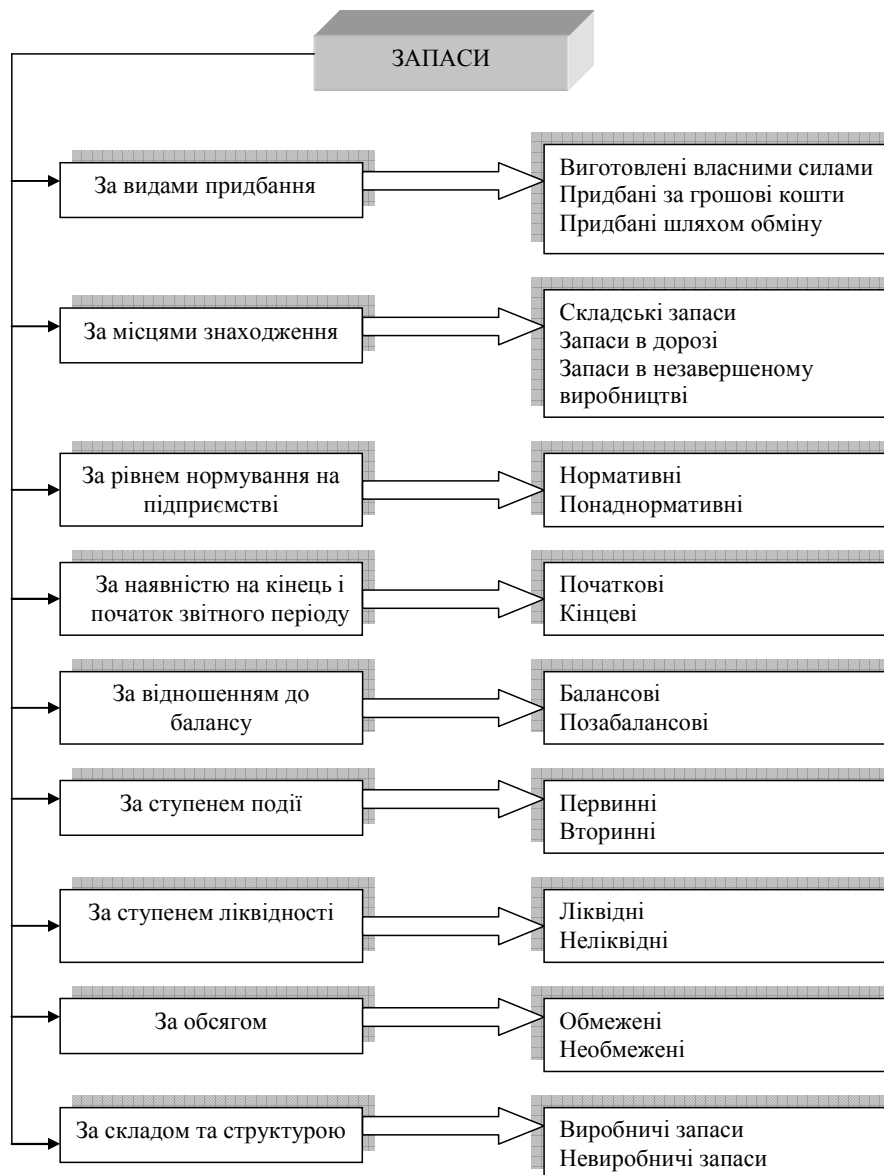 ЗАПАСИ
За видами придбання
Виготовлені власними силами
Придбані за грошові кошти
Придбані шляхом обміну
За місцями знаходження
Складські запаси
Запаси в дорозі
Запаси в незавершеному
виробництві
За рівнем нормування на
підприємстві
Нормативні
Понаднормативні
За наявністю на кінець і
початок звітного періоду
Початкові
Кінцеві
За відношенням до
балансу
Балансові
Позабалансові
За ступенем події
Первинні
Вторинні
За ступенем ліквідності
Ліквідні
Неліквідні
За обсягом
Обмежені
Необмежені
За складом та структурою
Виробничі запаси
Невиробничі запаси